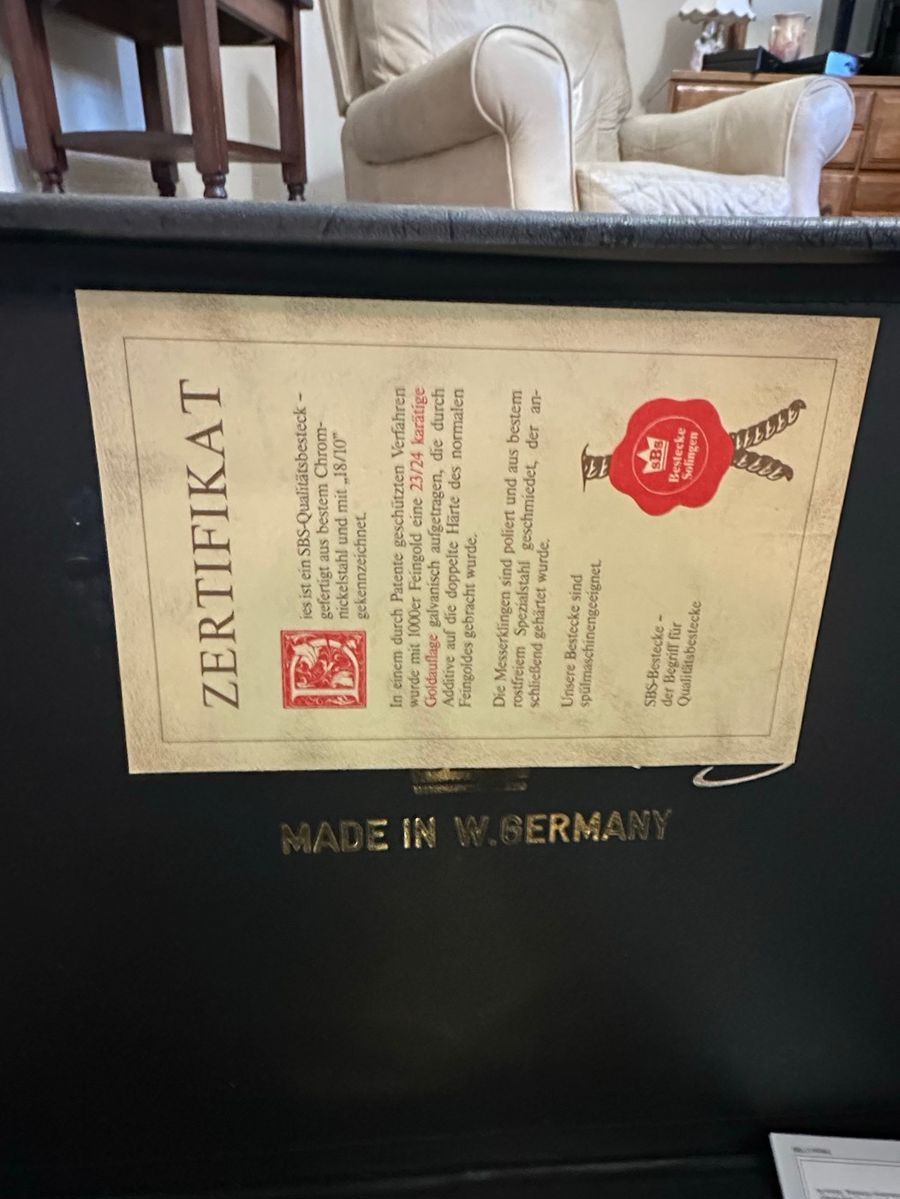 ZERTIFIKAT
Dies ist ein SBS-Qualitätsbesteck –
gefertigt aus bestem Chrom-
nickelstahl und mit „18/10"
gekennzeichnet.
In einem durch Patente geschützten Verfahren
wurde mit 1000er Feingold eine 23/24 karätige
Goldauflage galvanisch aufgetragen, die durch
Additive auf die doppelte Härte des normalen
Feingoldes gebracht wurde.
Die Messerklingen sind poliert und aus bestem
rostfreiem Spezialstahl geschmiedet, der an-
schließend gehärtet wurde.
Unsere Bestecke sind
spülmaschinengeeignet.
SBS-Bestecke –
der Begriff für
Qualitätsbestecke
SBS
Bestecke
Solingen
MADE IN W.GERMANY